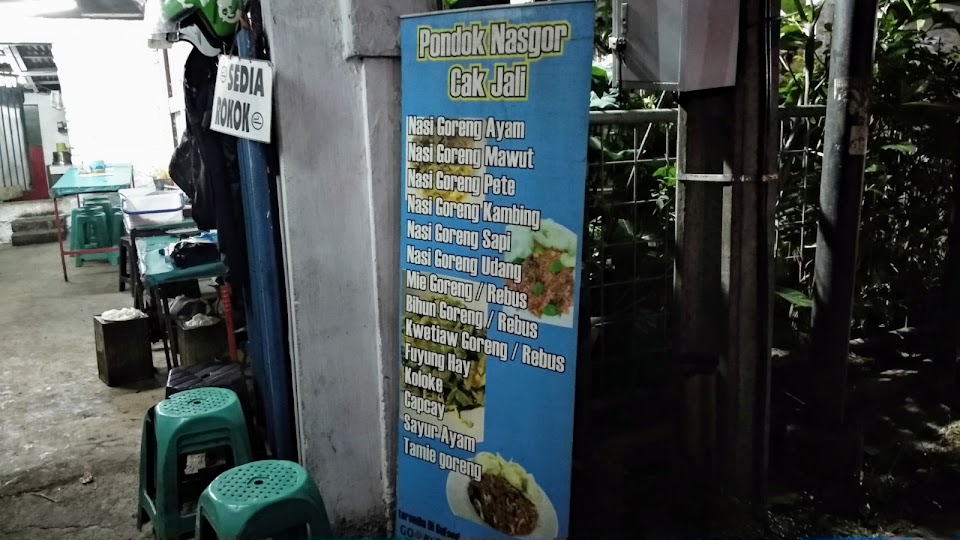 SEDIA
ROKOK
Pondok Nasgor
Cak Jali
Nasi Goreng Ayam
Nasi Goreng Mawut
Nasi Goreng Pete
Nasi Goreng Kambing
Nasi Goreng Sapi
Nasi Goreng Udang
Mie Goreng / Rebus
Bihun Goreng / Rebus
Kwetiaw Goreng / Rebus
Fuyung Hay
Koloke
Capcay
Sayur Ayam
Tamie goreng